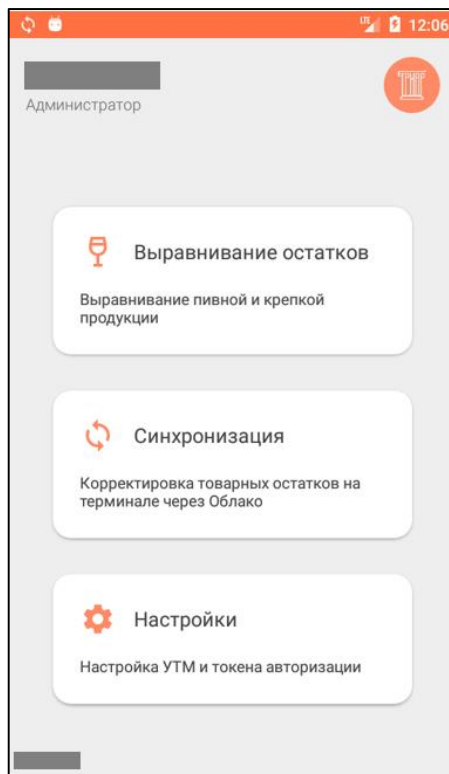 LTE 12:06
Администратор
Выравнивание остатков
Выравнивание пивной и крепкой
продукции
Синхронизация
Корректировка товарных остатков на
терминале через Облако
Настройки
Настройка УТМ и токена авторизации